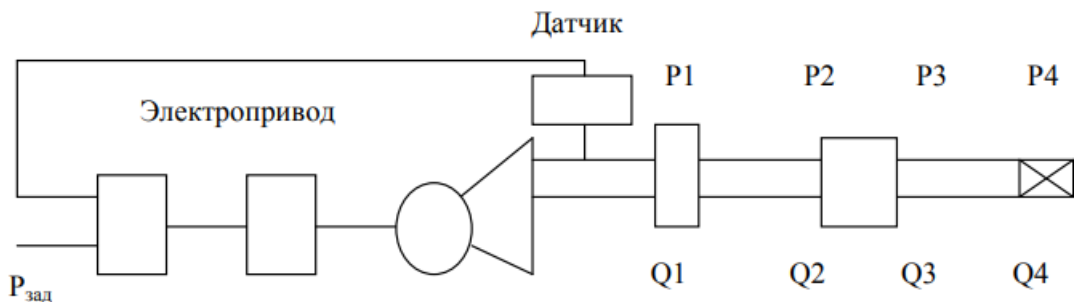 Датчик
P1 P2 P3 P4
Электропривод
Q1 Q2 Q3 Q4
Pзад